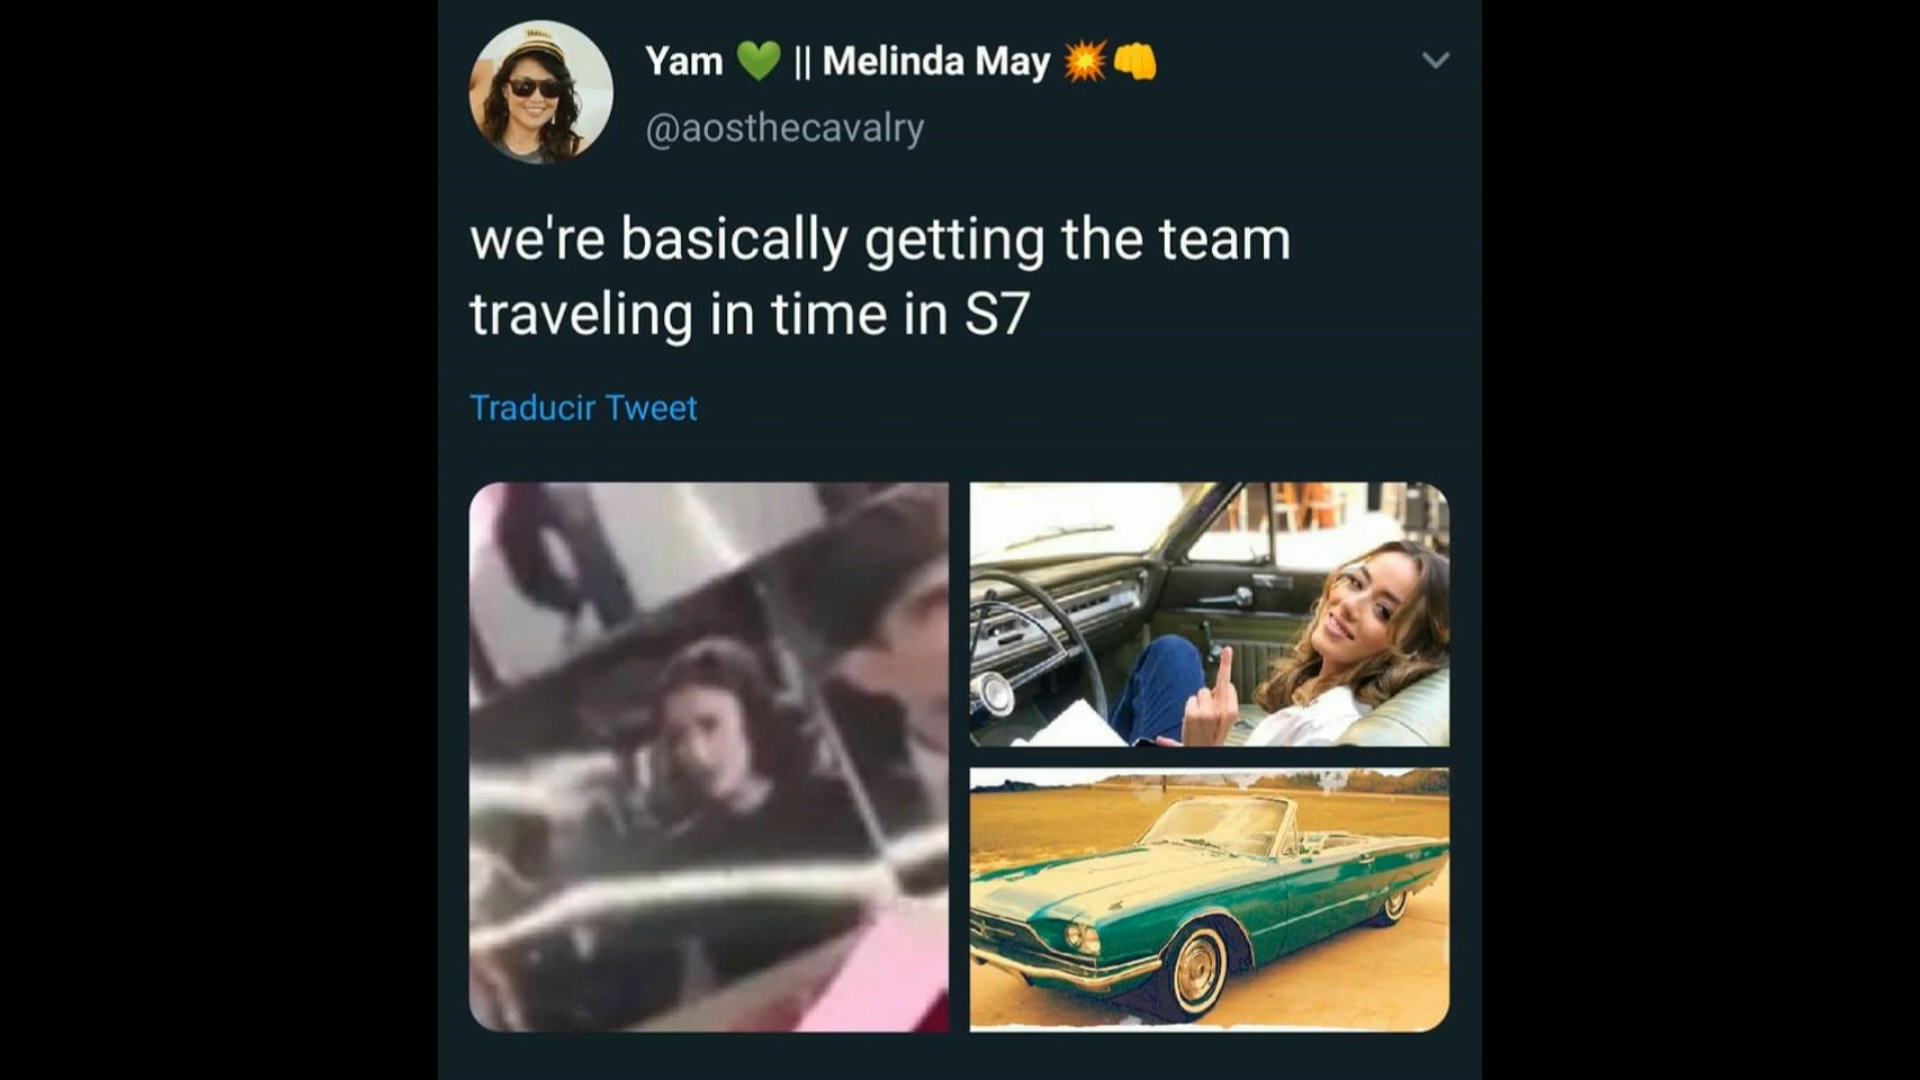 Yam 💚 || Melinda May 💥👊
@aosthecavalry
we're basically getting the team
traveling in time in S7
Traducir Tweet